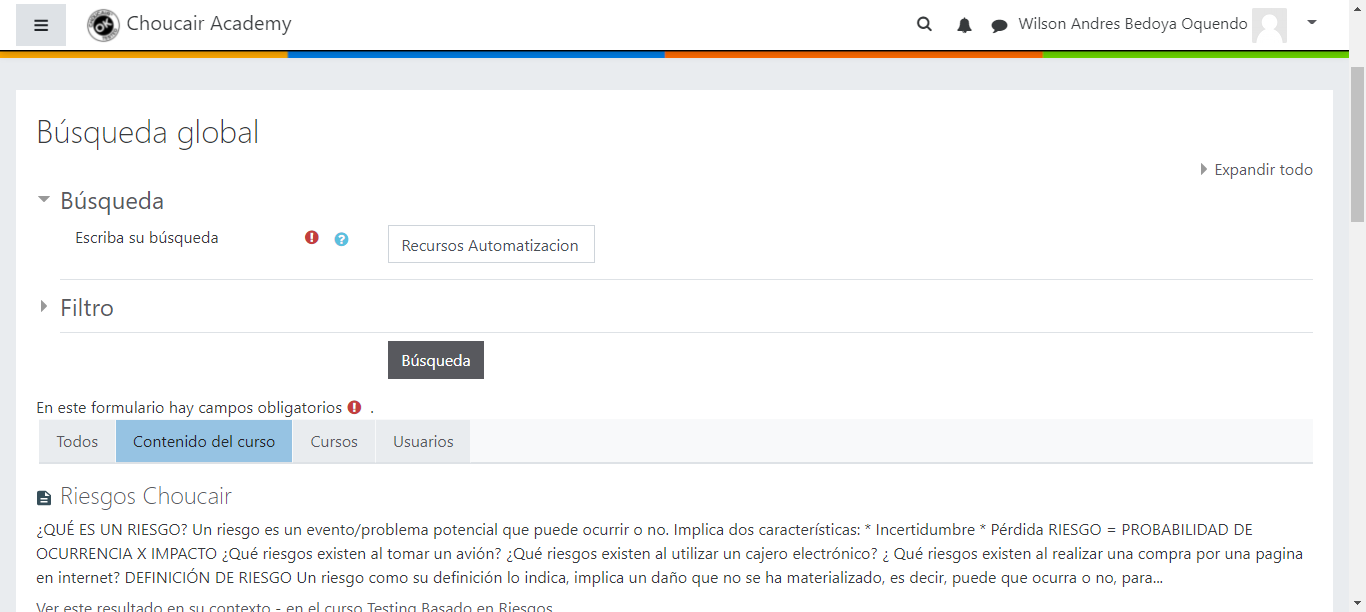 Choucair Academy
Wilson Andres Bedoya Oquendo
Búsqueda global
Expandir todo
Búsqueda
Escriba su búsqueda
Recursos Automatizacion
Filtro
Búsqueda
En este formulario hay campos obligatorios .
Todos
Contenido del curso
Cursos
Usuarios
Riesgos Choucair
¿QUÉ ES UN RIESGO? Un riesgo es un evento/problema potencial que puede ocurrir o no. Implica dos características: * Incertidumbre * Pérdida RIESGO = PROBABILIDAD DE
OCURRENCIA X IMPACTO ¿Qué riesgos existen al tomar un avión? ¿Qué riesgos existen al utilizar un cajero electrónico? ¿ Qué riesgos existen al realizar una compra por una pagina
en internet? DEFINICIÓN DE RIESGO Un riesgo como su definición lo indica, implica un daño que no se ha materializado, es decir, puede que ocurra o no, para...
Ver este resultado en su contexto - en el curso Testing Basado en Riesgos